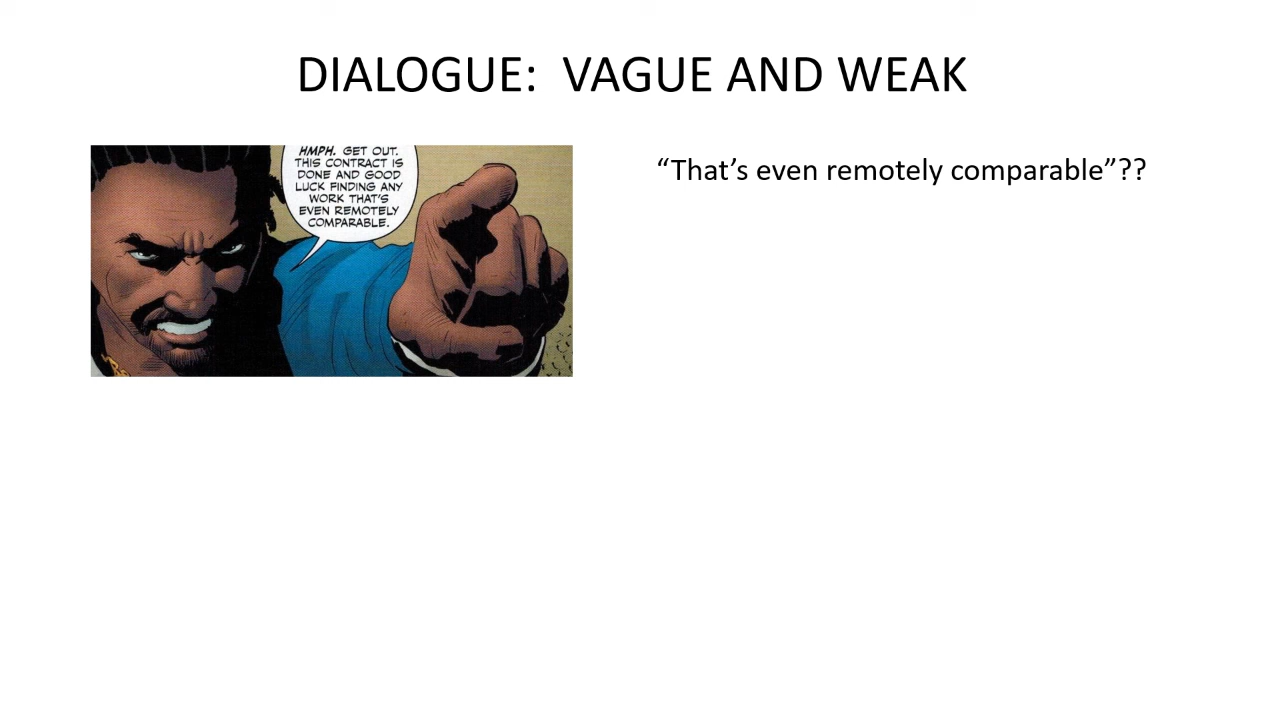 DIALOGUE:  VAGUE AND WEAK
HMPH. GET OUT.
THIS CONTRACT IS
DONE AND GOOD
LUCK FINDING ANY
WORK THAT'S
EVEN REMOTELY
COMPARABLE.
“That’s even remotely comparable”??